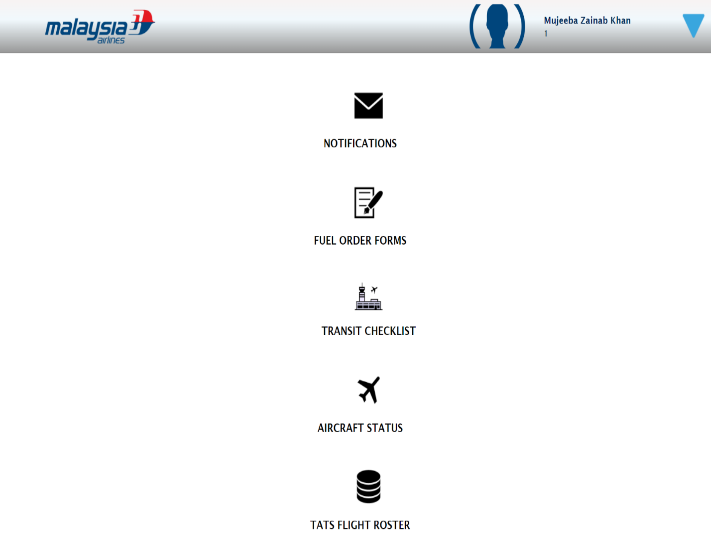 malaysia
airlines
Mujeeba Zainab Khan
1
NOTIFICATIONS
FUEL ORDER FORMS
TRANSIT CHECKLIST
AIRCRAFT STATUS
TATS FLIGHT ROSTER